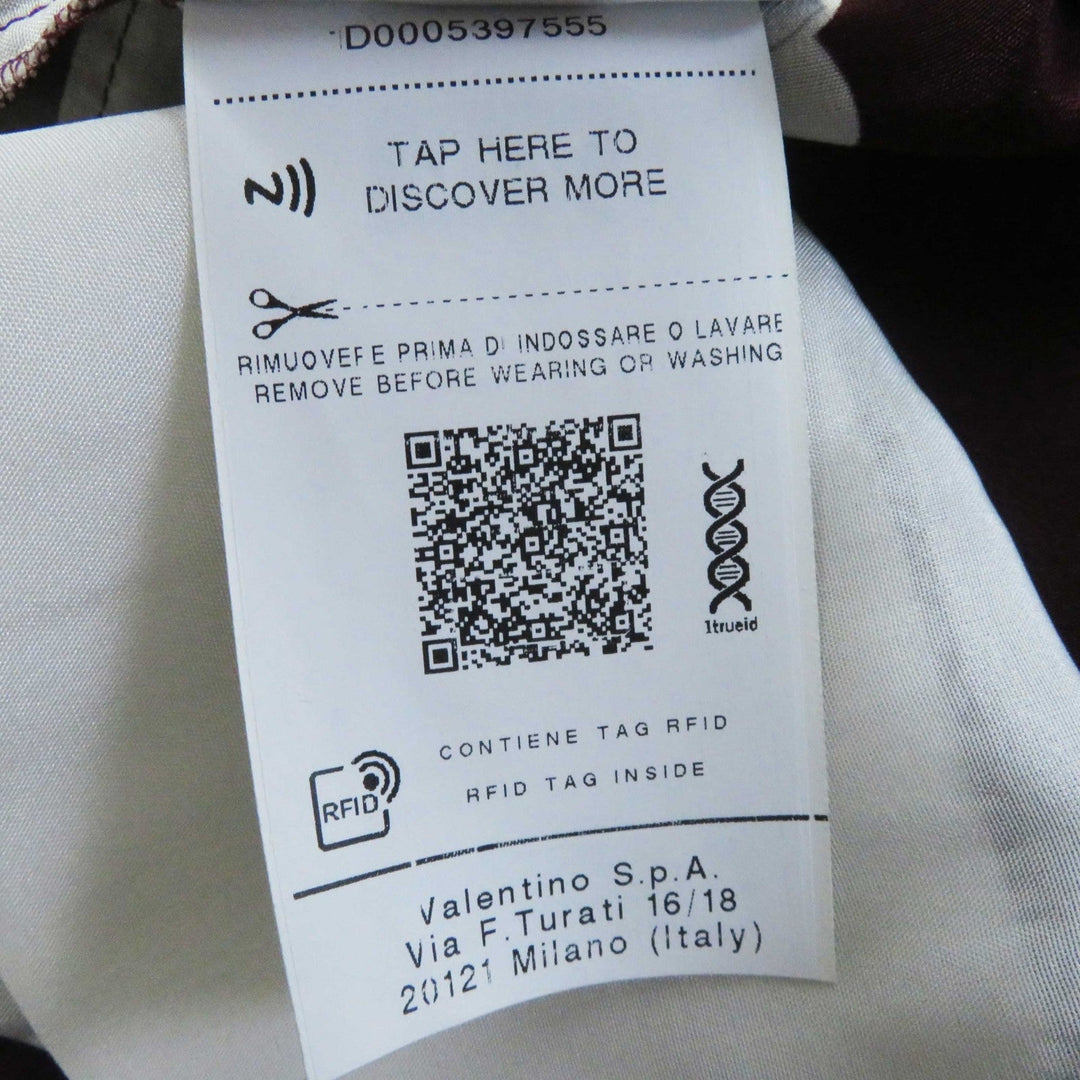 1D0005397555
TAP HERE TO
DISCOVER MORE
RIMUOVERE PRIMA DI INDOSSARE O LAVARE
REMOVE BEFORE WEARING OR WASHING
1trueid
CONTIENE TAG RFID
RFID TAG INSIDE
RFID
Valentino S.p.A.
Via F.Turati 16/18
20121 Milano (Italy)